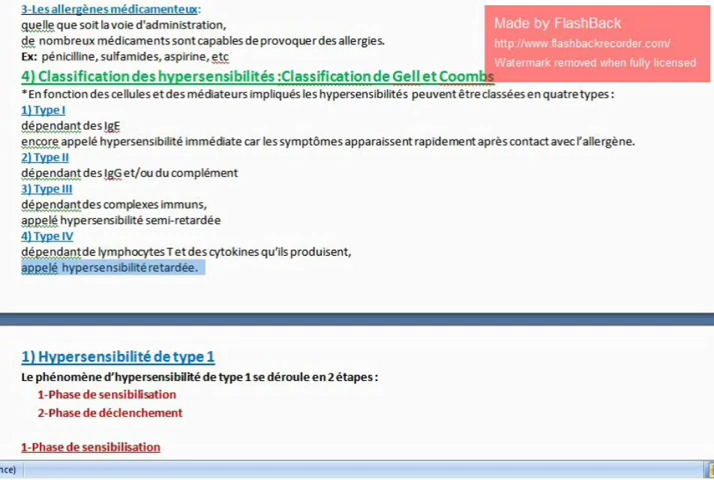 3-Les allergènes médicamenteux:
quelle que soit la voie d'administration,
de nombreux médicaments sont capables de provoquer des allergies.
Ex: pénicilline, sulfamides, aspirine, etc
Made by FlashBack
http://www.flashbackrecorder.com/
Watermark removed when fully licensed
4) Classification des hypersensibilités :Classification de Gell et Coombs
*En fonction des cellules et des médiateurs impliqués les hypersensibilités peuvent être classées en quatre types :
1) Type I
dépendant des IgE
encore appelé hypersensibilité immédiate car les symptômes apparaissent rapidement après contact avec l'allergène.
2) Type II
dépendant des IgG et/ou du complément
3) Type III
dépendant des complexes immuns,
appelé hypersensibilité semi-retardée
4) Type IV
dépendant de lymphocytes T et des cytokines qu'ils produisent,
appelé hypersensibilité retardée.
1) Hypersensibilité de type 1
Le phénomène d'hypersensibilité de type 1 se déroule en 2 étapes :
1-Phase de sensibilisation
2-Phase de déclenchement
1-Phase de sensibilisation
nce)